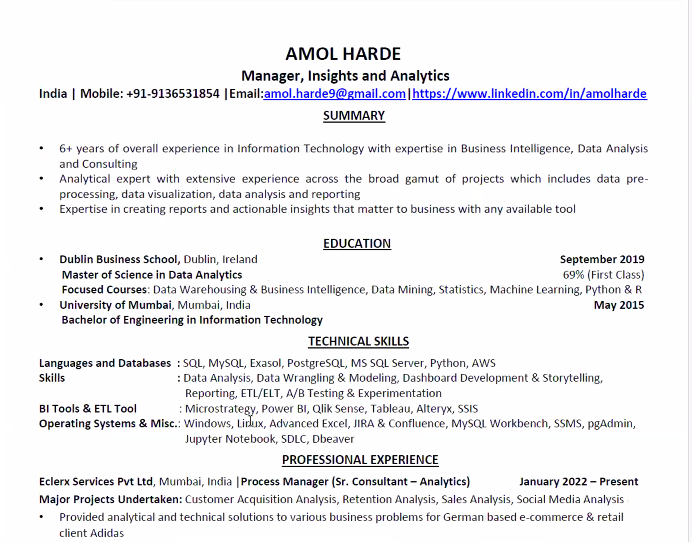 AMOL HARDE
Manager, Insights and Analytics
India | Mobile: +91-9136531854 |Email:amol.harde9@gmail.com|https://www.linkedin.com/in/amolharde
SUMMARY
• 6+ years of overall experience in Information Technology with expertise in Business Intelligence, Data Analysis
and Consulting
• Analytical expert with extensive experience across the broad gamut of projects which includes data pre-
processing, data visualization, data analysis and reporting
• Expertise in creating reports and actionable insights that matter to business with any available tool
EDUCATION
• Dublin Business School, Dublin, Ireland September 2019
Master of Science in Data Analytics 69% (First Class)
Focused Courses: Data Warehousing & Business Intelligence, Data Mining, Statistics, Machine Learning, Python & R
• University of Mumbai, Mumbai, India May 2015
Bachelor of Engineering in Information Technology
TECHNICAL SKILLS
Languages and Databases : SQL, MySQL, Exasol, PostgreSQL, MS SQL Server, Python, AWS
Skills : Data Analysis, Data Wrangling & Modeling, Dashboard Development & Storytelling,
Reporting, ETL/ELT, A/B Testing & Experimentation
BI Tools & ETL Tool : Microstrategy, Power BI, Qlik Sense, Tableau, Alteryx, SSIS
Operating Systems & Misc.: Windows, Linux, Advanced Excel, JIRA & Confluence, MySQL Workbench, SSMS, pgAdmin,
Jupyter Notebook, SDLC, Dbeaver
PROFESSIONAL EXPERIENCE
Eclerx Services Pvt Ltd, Mumbai, India |Process Manager (Sr. Consultant – Analytics) January 2022 – Present
Major Projects Undertaken: Customer Acquisition Analysis, Retention Analysis, Sales Analysis, Social Media Analysis
• Provided analytical and technical solutions to various business problems for German based e-commerce & retail
client Adidas